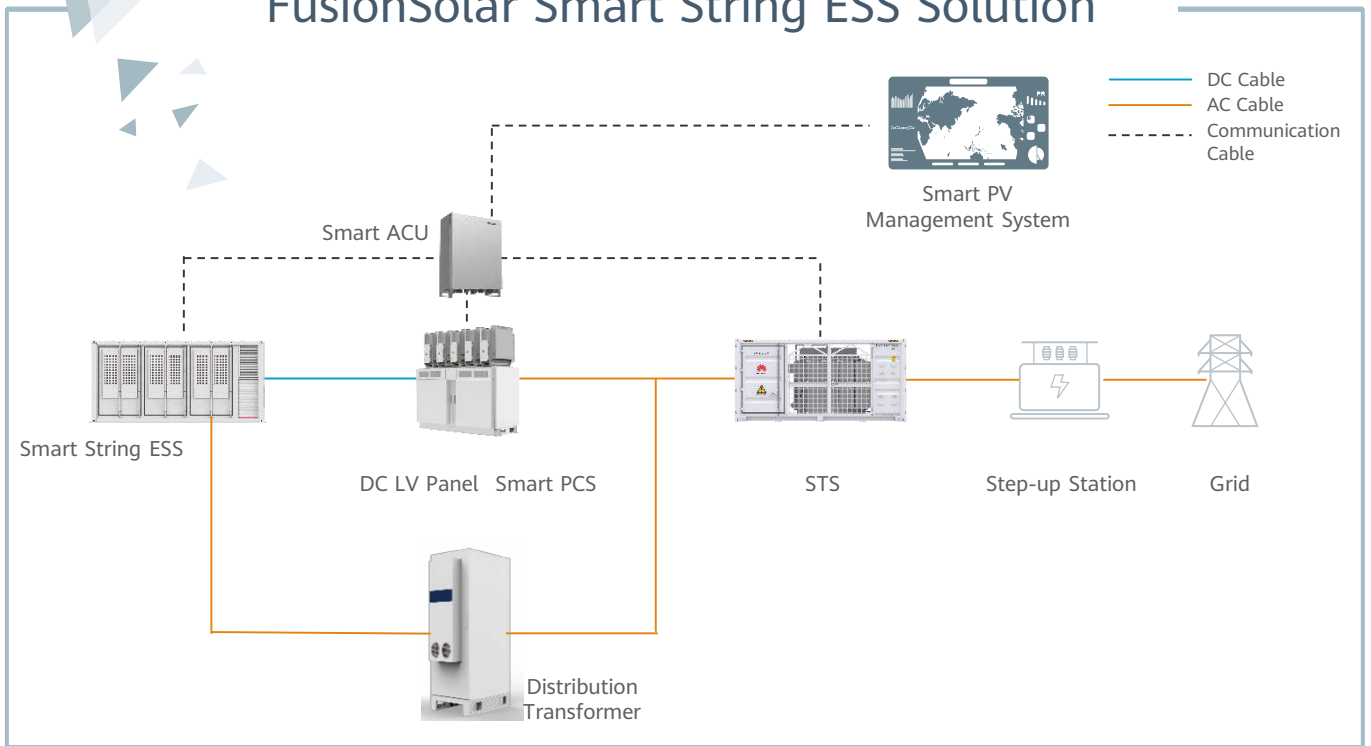 FusionSolar Smart String ESS Solution
DC Cable
AC Cable
Communication
Cable
Smart PV
Management System
Smart ACU
Smart String ESS
DC LV Panel Smart PCS
STS
Step-up Station
Grid
Distribution
Transformer